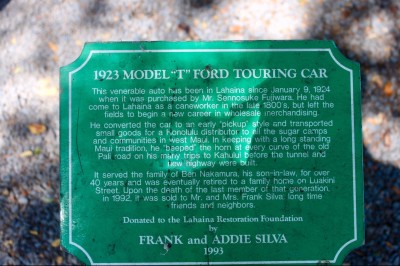 1923 MODEL "T" FORD TOURING CAR
This venerable auto has been in Lahaina since January 9, 1924
when it was purchased by Mr. Sennosuke Fujiwara. He had
come to Lahaina as a caneworker in the late 1800's, but left the
fields to begin a new career in wholesale merchandising.
He converted the car to an early "pickup" style and transported
small goods for a Honolulu distributor to all the sugar camps
and communities in west Maui. In keeping with a long standing
Maui tradition, he "beeped" the horn at every curve of the old
Pali road on his many trips to Kahului before the tunnel and
new highway were built.
It served the family of Ben Nakamura, his son-in-law, for over
40 years and was eventually retired to a family home on Luakini
Street. Upon the death of the last member of that generation,
in 1992, it was sold to Mr. and Mrs. Frank Silva, long time
friends and neighbors.
Donated to the Lahaina Restoration Foundation
by
FRANK and ADDIE SILVA
1993